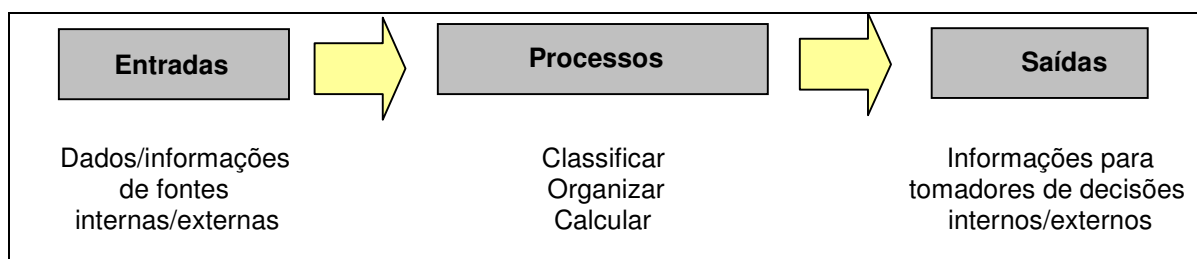 Entradas
Processos
Saídas
Dados/informações
de fontes
internas/externas
Classificar
Organizar
Calcular
Informações para
tomadores de decisões
internos/externos